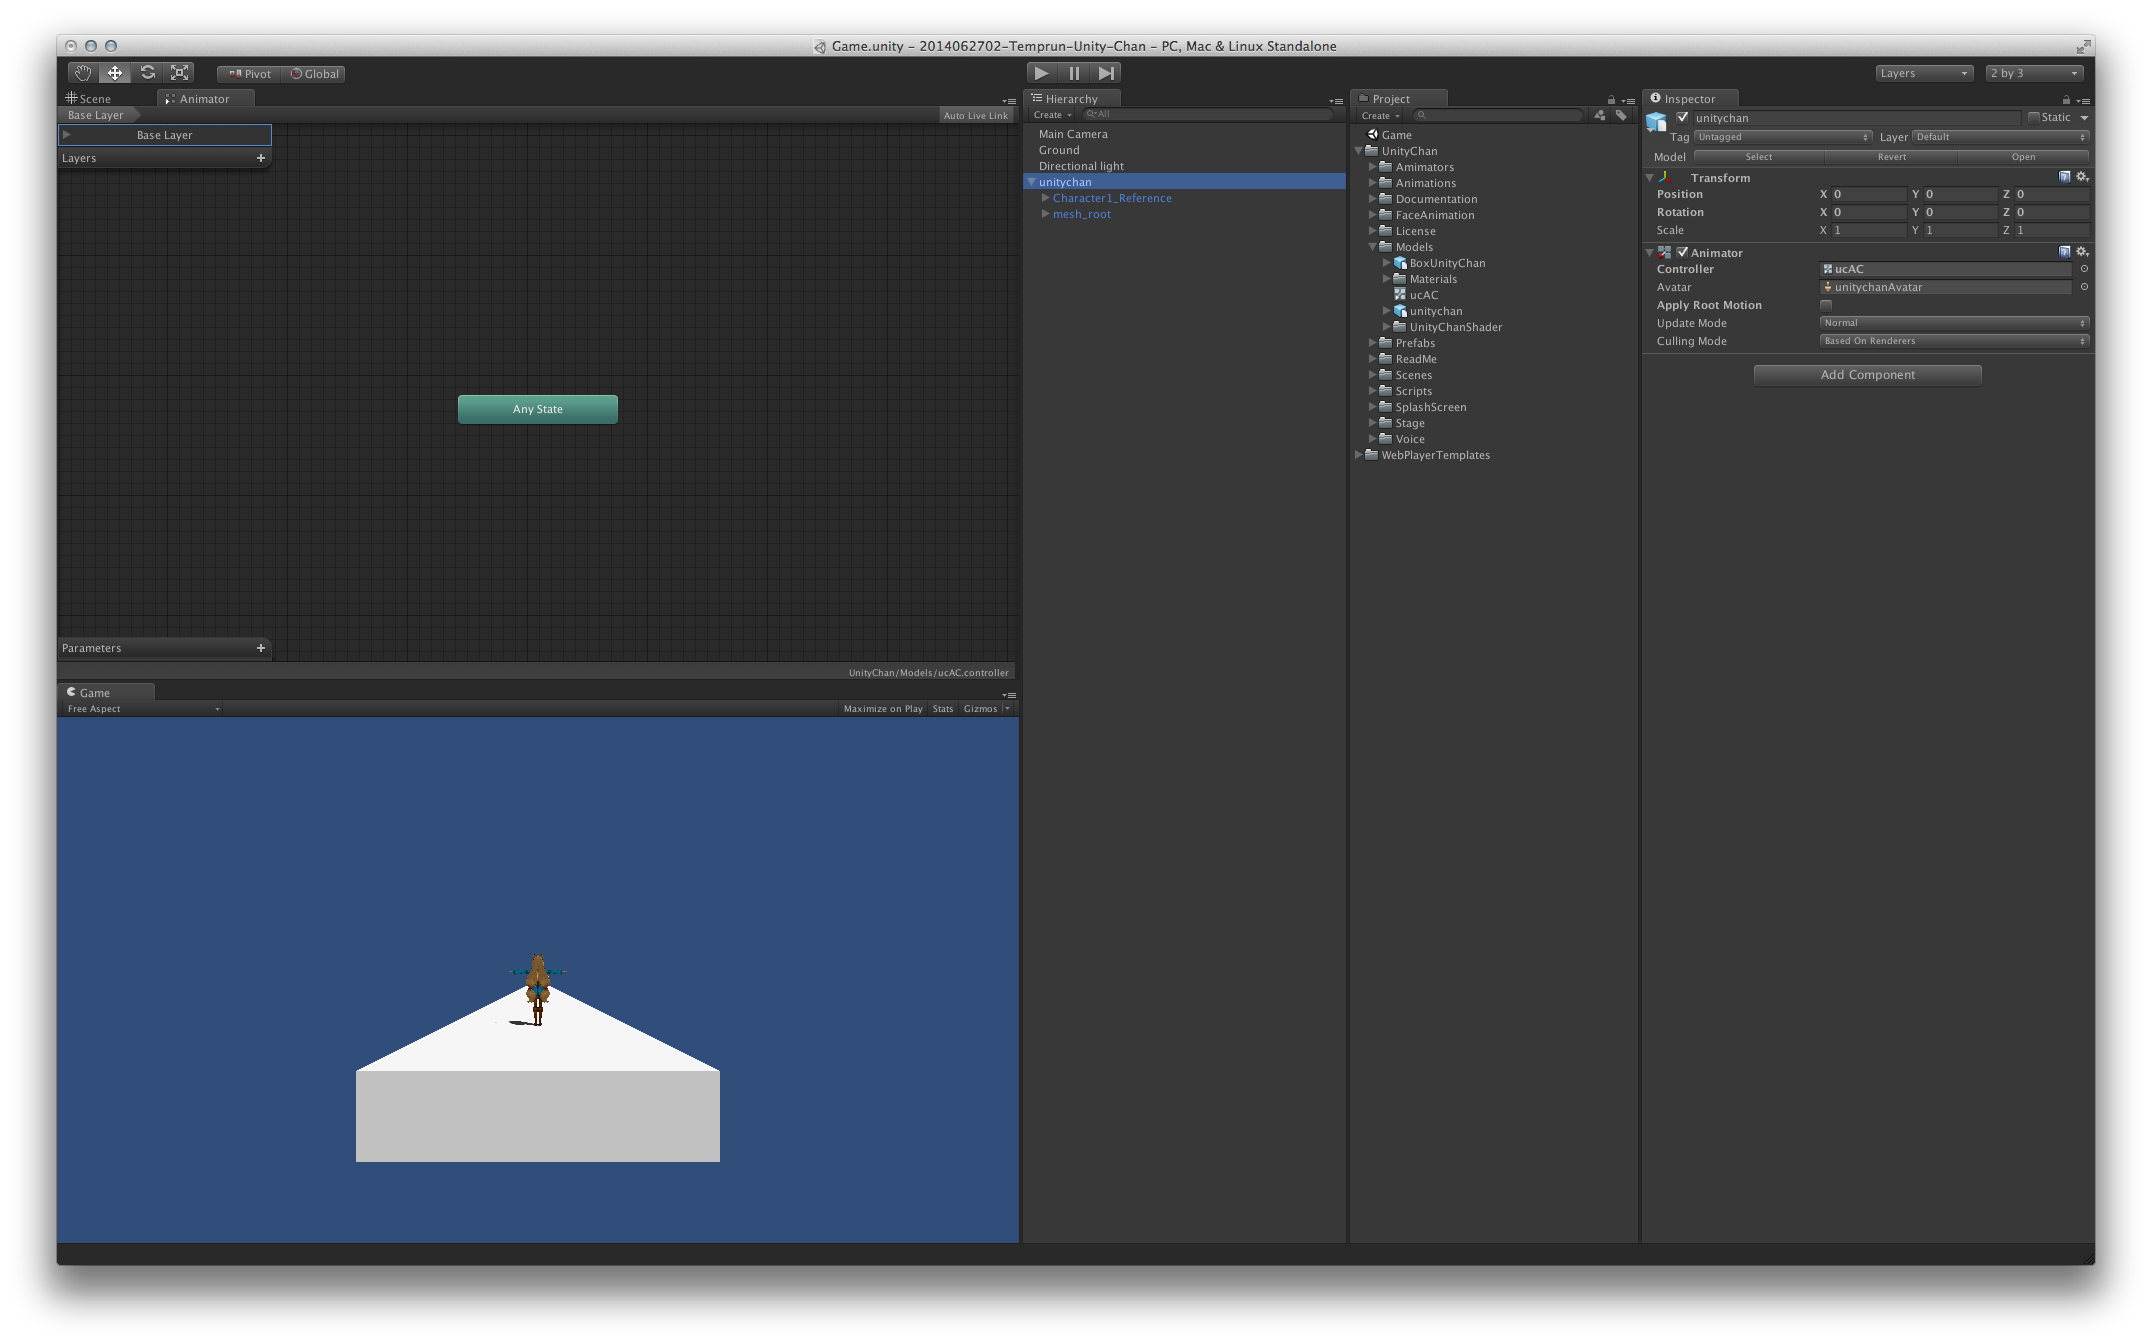 Game.unity – 2014062702-Temprun-Unity-Chan – PC, Mac & Linux Standalone
Pivot Global
Layers 2 by 3
Scene Animator
Base Layer Auto Live Link
Base Layer
Layers +
Any State
Parameters +
UnityChan/Models/ucAC.controller
Game
Free Aspect Maximize on Play Stats Gizmos
Hierarchy
Create All
Main Camera
Ground
Directional light
unitychan
Character1_Reference
mesh_root
Project
Create
Game
UnityChan
Amimators
Animations
Documentation
FaceAnimation
License
Models
BoxUnityChan
Materials
ucAC
unitychan
UnityChanShader
Prefabs
ReadMe
Scenes
Scripts
SplashScreen
Stage
Voice
WebPlayerTemplates
Inspector
unitychan Static
Tag Untagged Layer Default
Model Select Revert Open
Transform
Position X 0 Y 0 Z 0
Rotation X 0 Y 0 Z 0
Scale X 1 Y 1 Z 1
Animator
Controller ucAC
Avatar unitychanAvatar
Apply Root Motion
Update Mode Normal
Culling Mode Based On Renderers
Add Component